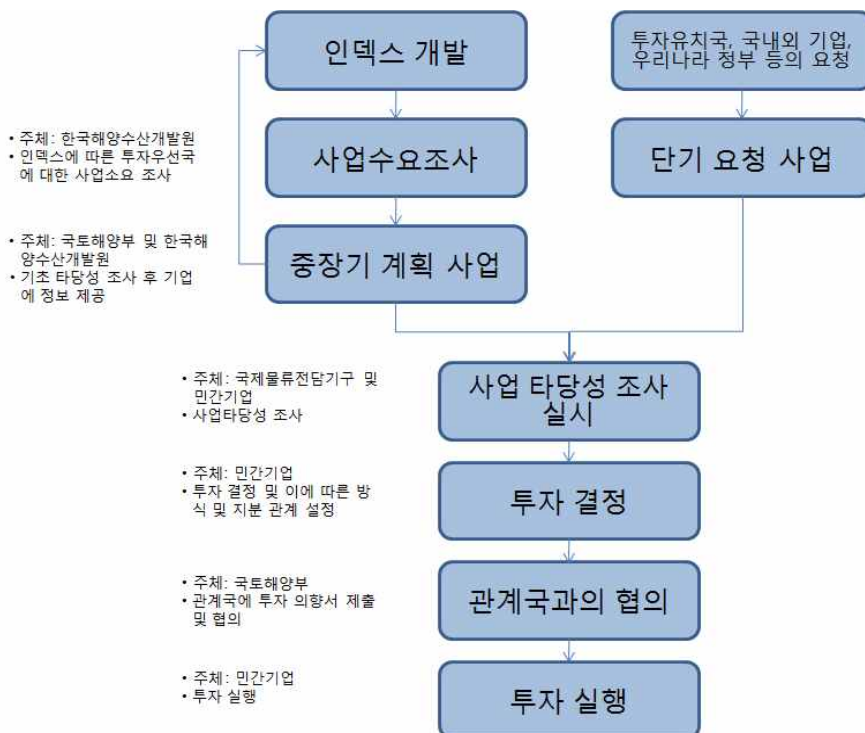 인덱스 개발
투자유치국, 국내외 기업,
우리나라 정부 등의 요청
• 주체: 한국해양수산개발원
• 인덱스에 따른 투자우선국
에 대한 사업소요 조사
사업수요조사
단기 요청 사업
• 주체: 국토해양부 및 한국해
양수산개발원
• 기초 타당성 조사 후 기업
에 정보 제공
중장기 계획 사업
• 주체: 국제물류전담기구 및
민간기업
• 사업타당성 조사
사업 타당성 조사
실시
• 주체: 민간기업
• 투자 결정 및 이에 따른 방
식 및 지분 관계 설정
투자 결정
• 주체: 국토해양부
• 관계국에 투자 의향서 제출
및 협의
관계국과의 협의
• 주체: 민간기업
• 투자 실행
투자 실행